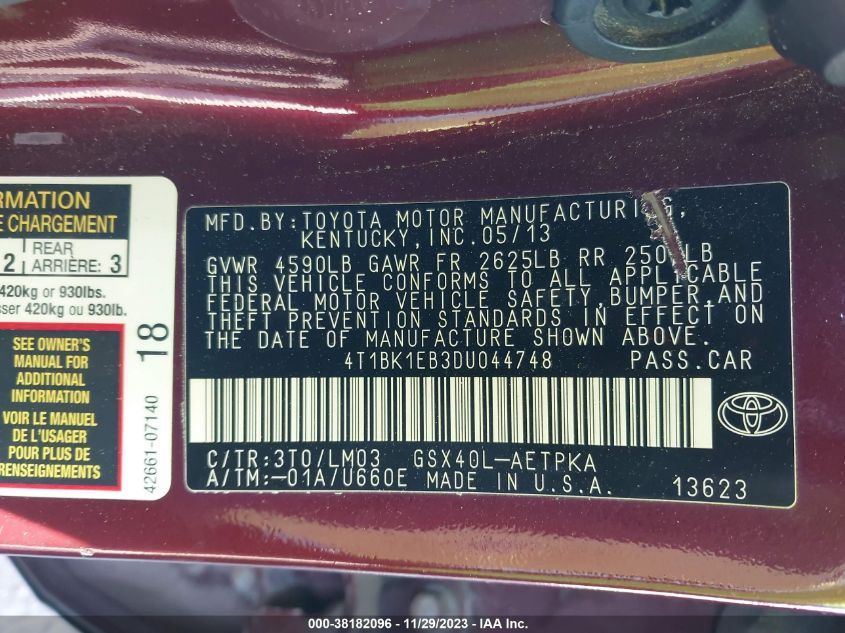 RMATION
E CHARGEMENT
2 REAR
ARRIÈRE: 3
420kg or 930lbs.
sser 420kg ou 930lb.
SEE OWNER'S
MANUAL FOR
ADDITIONAL
INFORMATION
VOIR LE MANUEL
DE L'USAGER
POUR PLUS DE
RENSEIGNEMENTS
18
42661-07140
MFD. BY: TOYOTA MOTOR MANUFACTURING,
KENTUCKY, INC. 05/13
GVWR 4590LB GAWR FR 2625LB RR LB
THIS VEHICLE CONFORMS TO ALL APPLICABLE
FEDERAL MOTOR VEHICLE SAFETY, BUMPER, AND
THEFT PREVENTION STANDARDS IN EFFECT ON
THE DATE OF MANUFACTURE SHOWN ABOVE.
4T1BK1EB3DU044748 PASS. CAR
C/TR: 3T0/LM03 GSX40L-AETPKA
A/TM: -01A/U660E MADE IN U.S.A. 13623
000-38182096 - 11/29/2023 - IAA Inc.